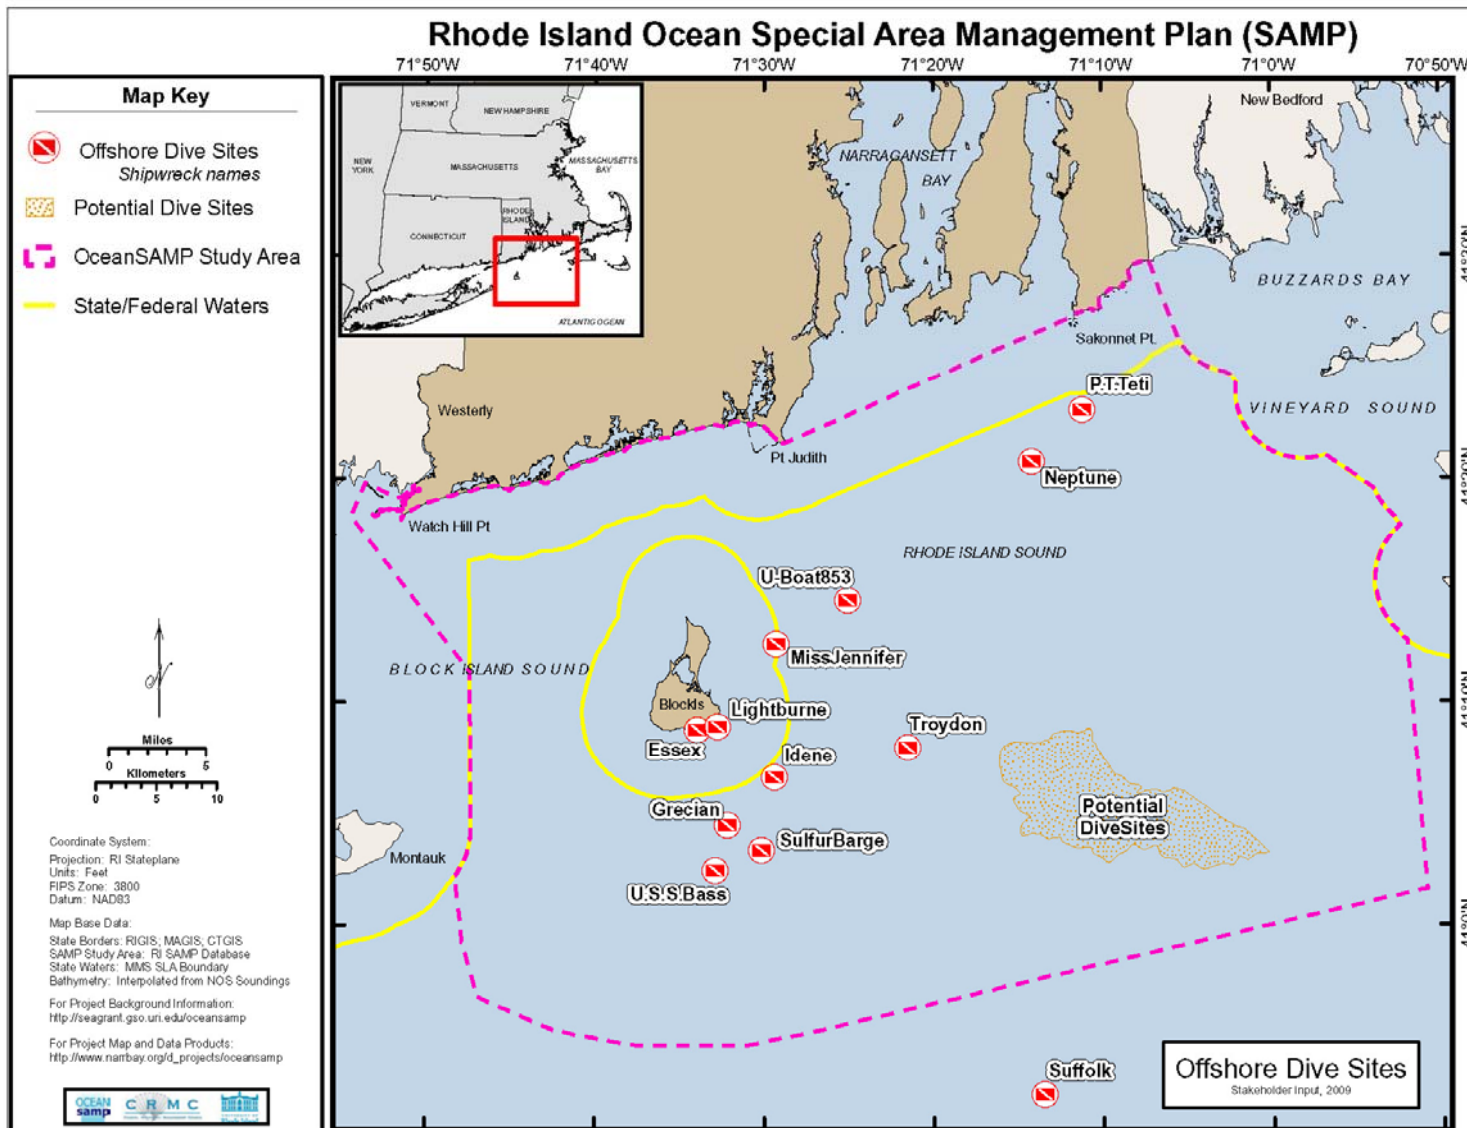 Rhode Island Ocean Special Area Management Plan (SAMP)
71°50'W 71°40'W 71°30'W 71°20'W 71°10'W 71°0'W 70°50'W
Map Key
Offshore Dive Sites
Shipwreck names
Potential Dive Sites
OceanSAMP Study Area
State/Federal Waters
Miles
0 5
Kilometers
0 5 10
Coordinate System:
Projection: RI Stateplane
Units: Feet
FIPS Zone: 3800
Datum: NAD83
Map Base Data:
State Borders: RIGIS; MAGIS; CTGIS
SAMP Study Area: RI SAMP Database
State Waters: MMS SLA Boundary
Bathymetry: Interpolated from NOS Soundings
For Project Background Information:
http://seagrant.gso.uri.edu/oceansamp
For Project Map and Data Products:
http://www.narrbay.org/d_projects/oceansamp
OCEAN
samp
CRMC
VERMONT
NEW HAMPSHIRE
NEW
YORK
MASSACHUSETTS
MASSACHUSETTS
BAY
CONNECTICUT
RHODE
ISLAND
ATLANTIC OCEAN
New Bedford
NARRAGANSETT
BAY
BUZZARDS BAY
Sakonnet Pt.
P.T.Teti
VINEYARD SOUND
Westerly
Pt Judith
Neptune
Watch Hill Pt
RHODE ISLAND SOUND
U-Boat853
MissJennifer
BLOCK ISLAND SOUND
BlockIs
Lightburne
Essex
Troydon
Idene
Grecian
Potential
DiveSites
SulfurBarge
Montauk
U.S.S.Bass
Suffolk
41°20'N
41°10'N
41°0'N
Offshore Dive Sites
Stakeholder Input, 2009